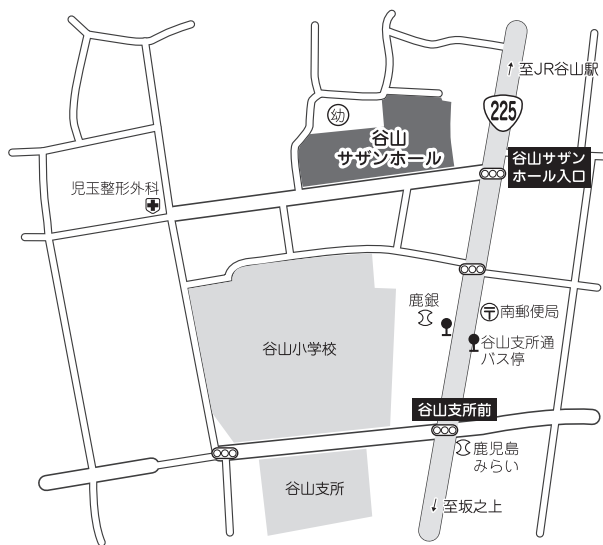 ↑至JR谷山駅
225
幼
谷山
サザンホール
谷山サザン
ホール入口
児玉整形外科
鹿銀
〒南郵便局
谷山支所通
バス停
谷山小学校
谷山支所前
鹿児島
みらい
谷山支所
↓至坂之上